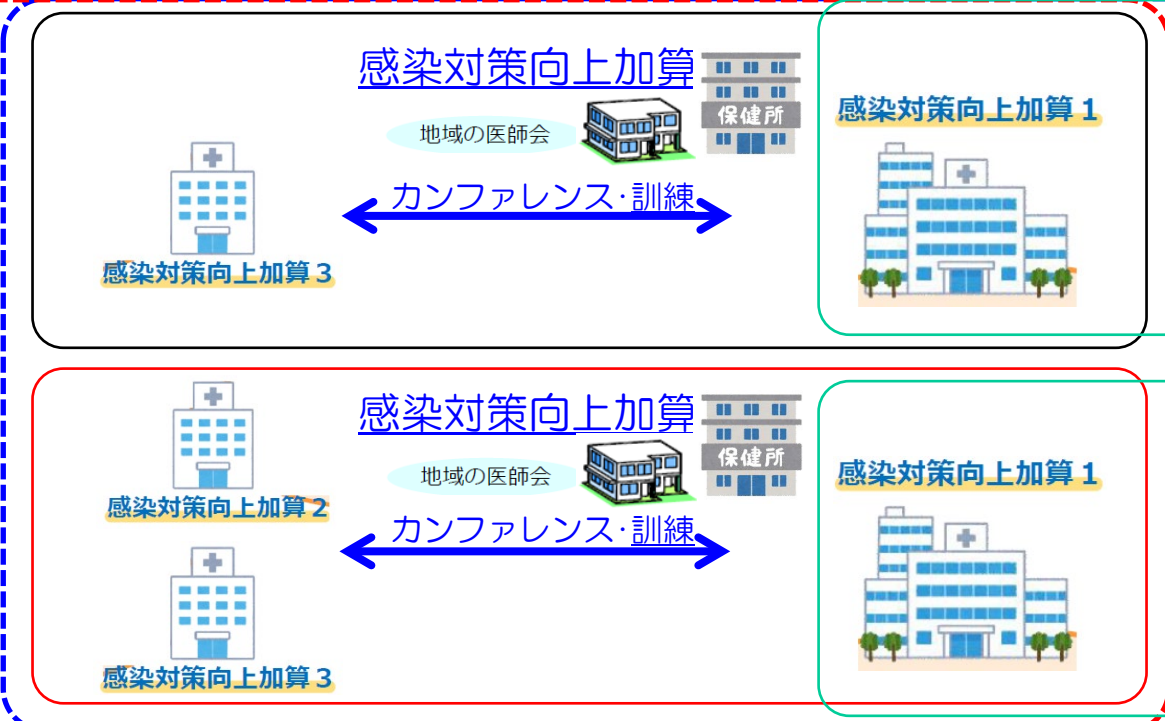 感染対策向上加算
保健所
地域の医師会
カンファレンス･訓練
感染対策向上加算３
感染対策向上加算１
感染対策向上加算
保健所
地域の医師会
カンファレンス･訓練
感染対策向上加算２
感染対策向上加算３
感染対策向上加算１